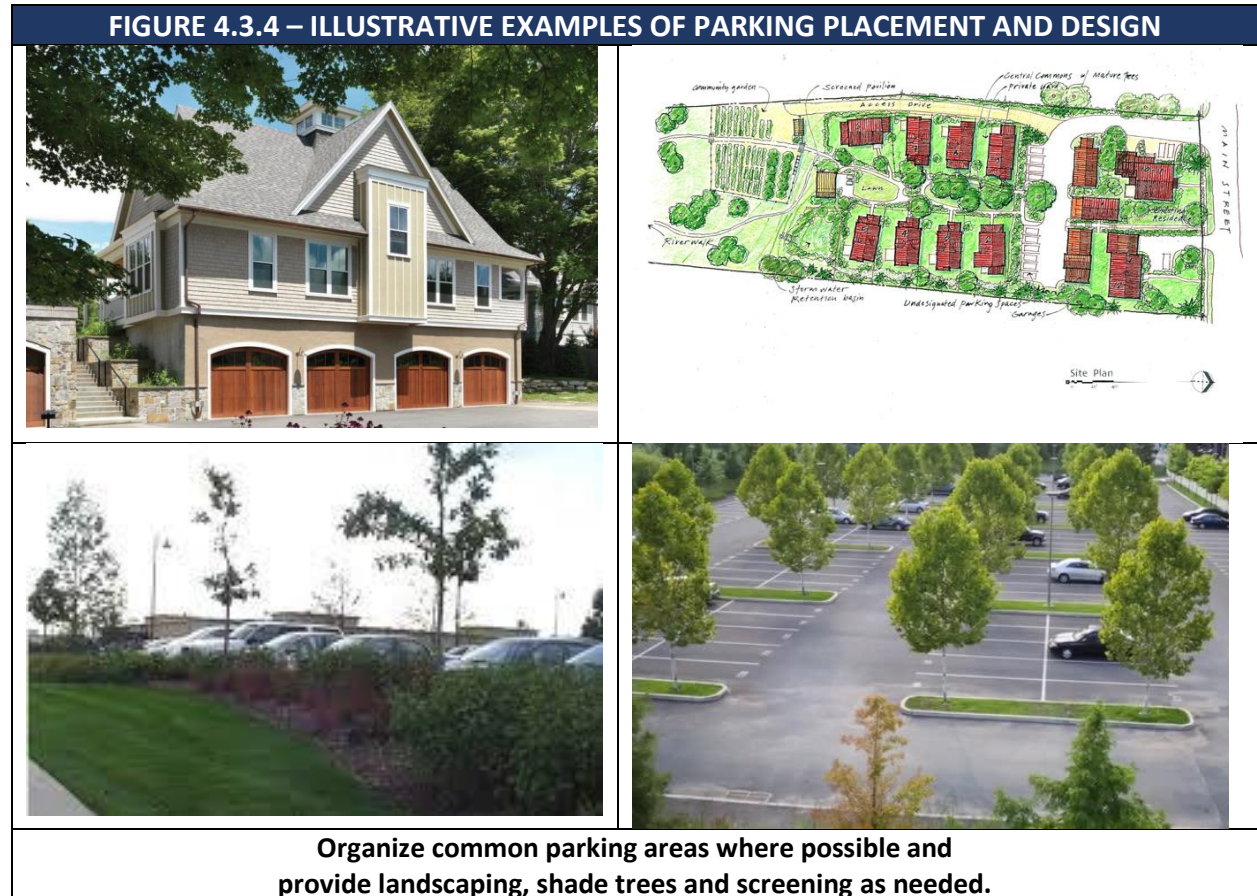 FIGURE 4.3.4 – ILLUSTRATIVE EXAMPLES OF PARKING PLACEMENT AND DESIGN
Community garden
Screened pavilion
Central Commons w/ Mature Trees
private yard
Access Drive
MAIN STREET
Lawn
Existing Residence
Riverwalk
Storm water
Retention basin
Undesignated Parking Spaces
Garages
Site Plan
Organize common parking areas where possible and
provide landscaping, shade trees and screening as needed.